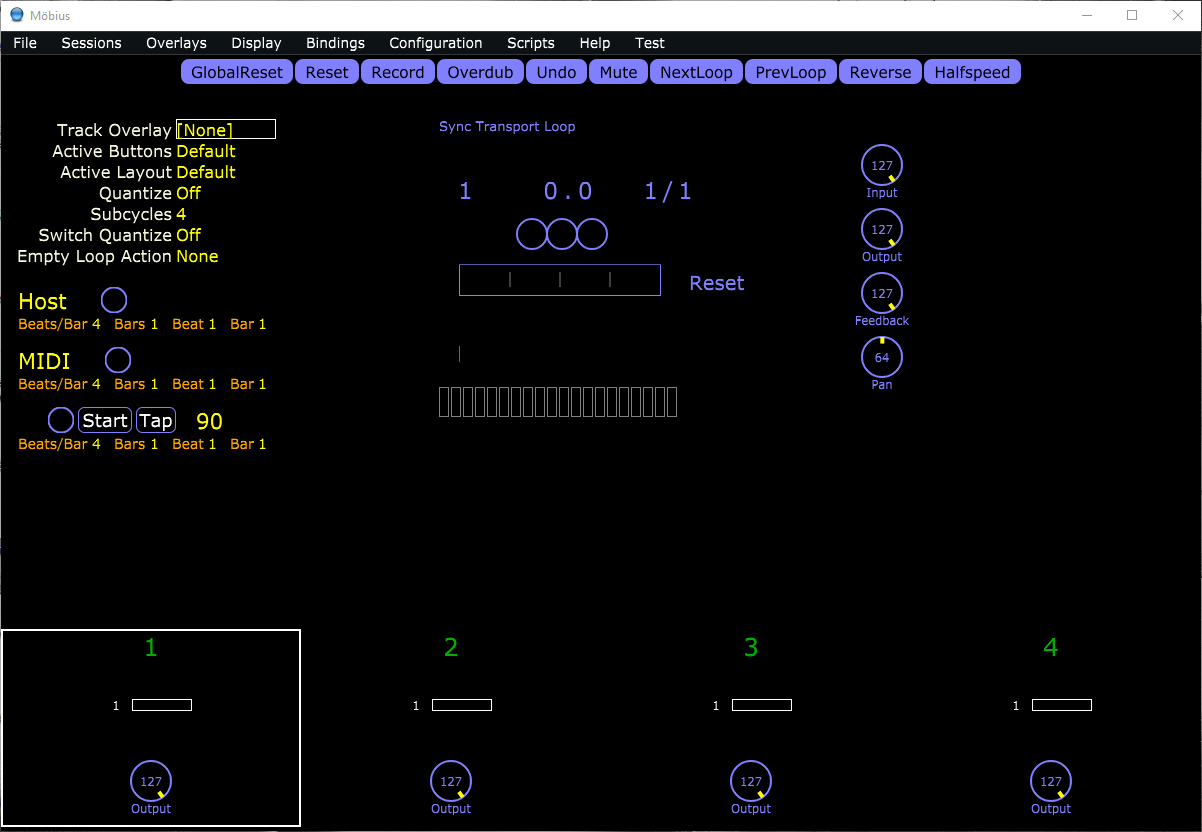 Möbius
File Sessions Overlays Display Bindings Configuration Scripts Help Test
GlobalReset Reset Record Overdub Undo Mute NextLoop PrevLoop Reverse Halfspeed
Track Overlay [None]
Active Buttons Default
Active Layout Default
Quantize Off
Subcycles 4
Switch Quantize Off
Empty Loop Action None
Host
Beats/Bar 4 Bars 1 Beat 1 Bar 1
MIDI
Beats/Bar 4 Bars 1 Beat 1 Bar 1
Start Tap 90
Beats/Bar 4 Bars 1 Beat 1 Bar 1
Sync Transport Loop
1 0.0 1/1
Reset
127
Input
127
Output
127
Feedback
64
Pan
1 2 3 4
1 1 1 1
127 127 127 127
Output Output Output Output